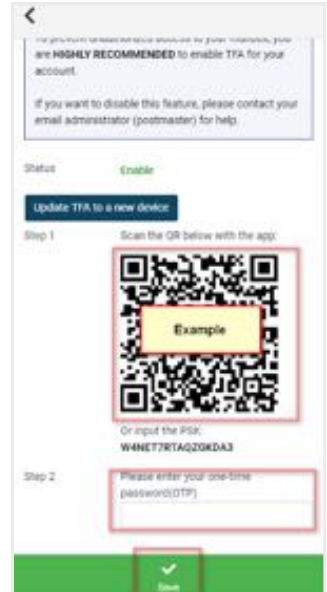 are HIGHLY RECOMMENDED to enable TFA for your
account.
If you want to disable this feature, please contact your
email administrator (postmaster) for help.
Status Enable
Update TFA to a new device
Step 1 Scan the QR below with the app:
Example
Or input the PSK:
W4NET7RTAGZGKDA3
Step 2 Please enter your one-time
password(OTP)
Save